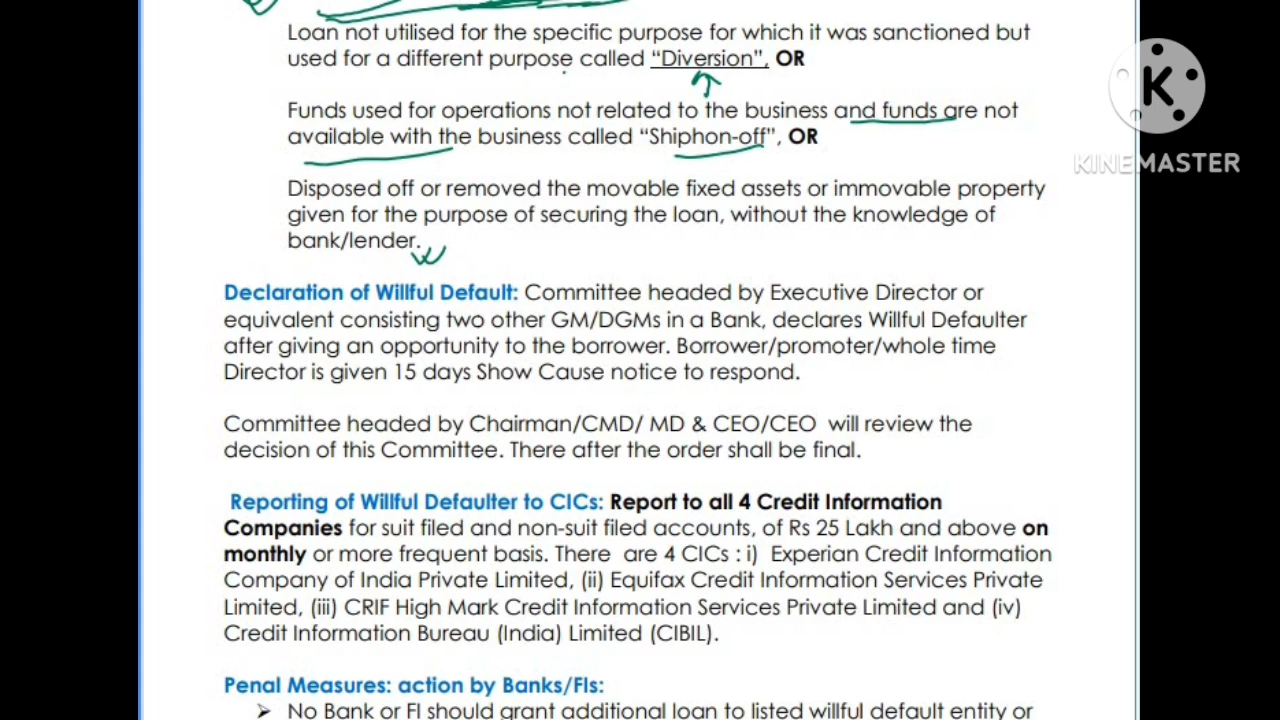 Loan not utilised for the specific purpose for which it was sanctioned but
used for a different purpose called “Diversion”, OR
Funds used for operations not related to the business and funds are not
available with the business called “Shiphon-off”, OR
Disposed off or removed the movable fixed assets or immovable property
given for the purpose of securing the loan, without the knowledge of
bank/lender.
Declaration of Willful Default: Committee headed by Executive Director or
equivalent consisting two other GM/DGMs in a Bank, declares Willful Defaulter
after giving an opportunity to the borrower. Borrower/promoter/whole time
Director is given 15 days Show Cause notice to respond.
Committee headed by Chairman/CMD/ MD & CEO/CEO  will review the
decision of this Committee. There after the order shall be final.
Reporting of Willful Defaulter to CICs: Report to all 4 Credit Information
Companies for suit filed and non-suit filed accounts, of Rs 25 Lakh and above on
monthly or more frequent basis. There  are 4 CICs : i)  Experian Credit Information
Company of India Private Limited, (ii) Equifax Credit Information Services Private
Limited, (iii) CRIF High Mark Credit Information Services Private Limited and (iv)
Credit Information Bureau (India) Limited (CIBIL).
Penal Measures: action by Banks/FIs:
➢ No Bank or FI should grant additional loan to listed willful default entity or
K
KINEMASTER